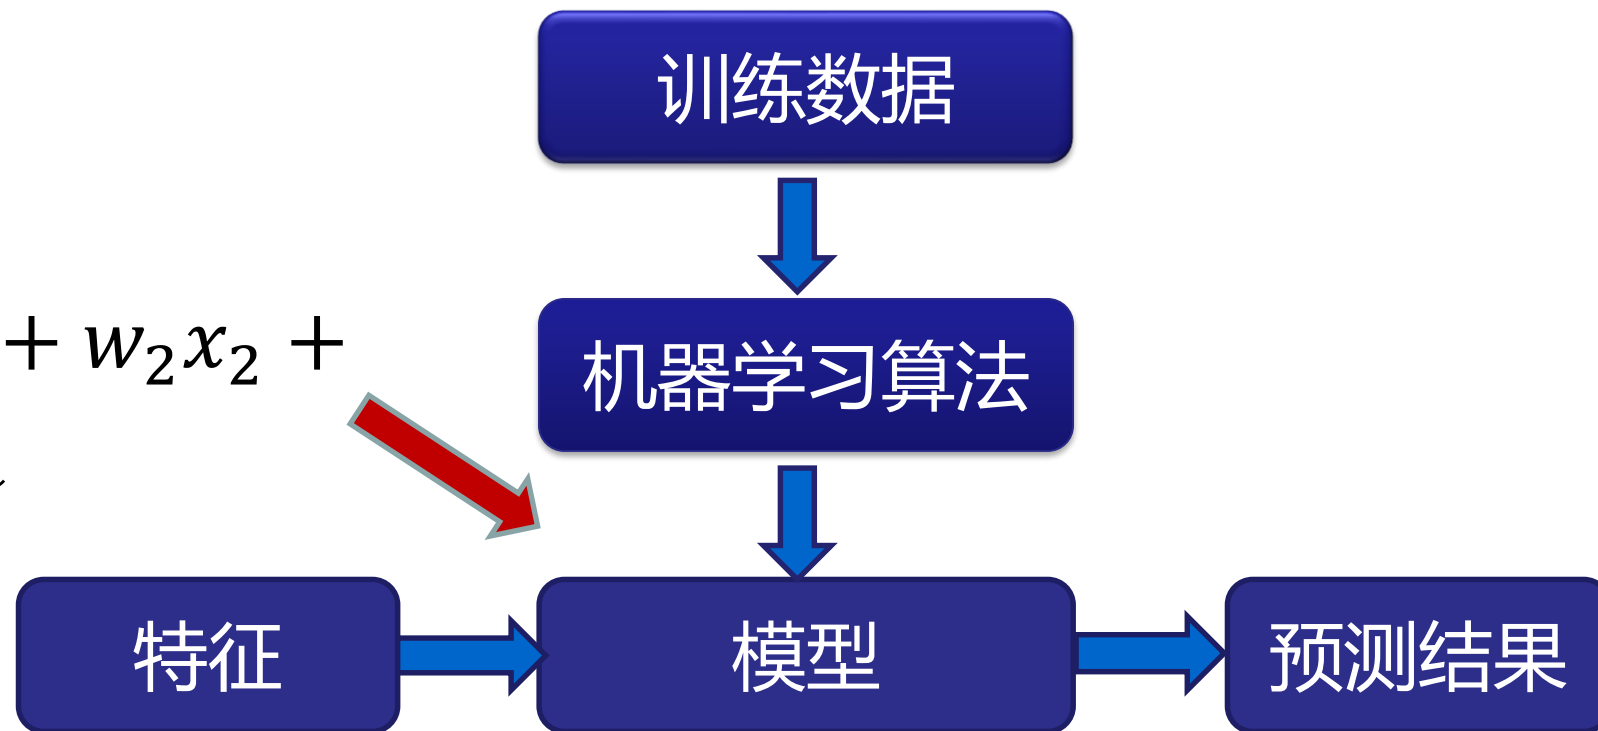 训练数据
+ w₂x₂ +
机器学习算法
特征
模型
预测结果